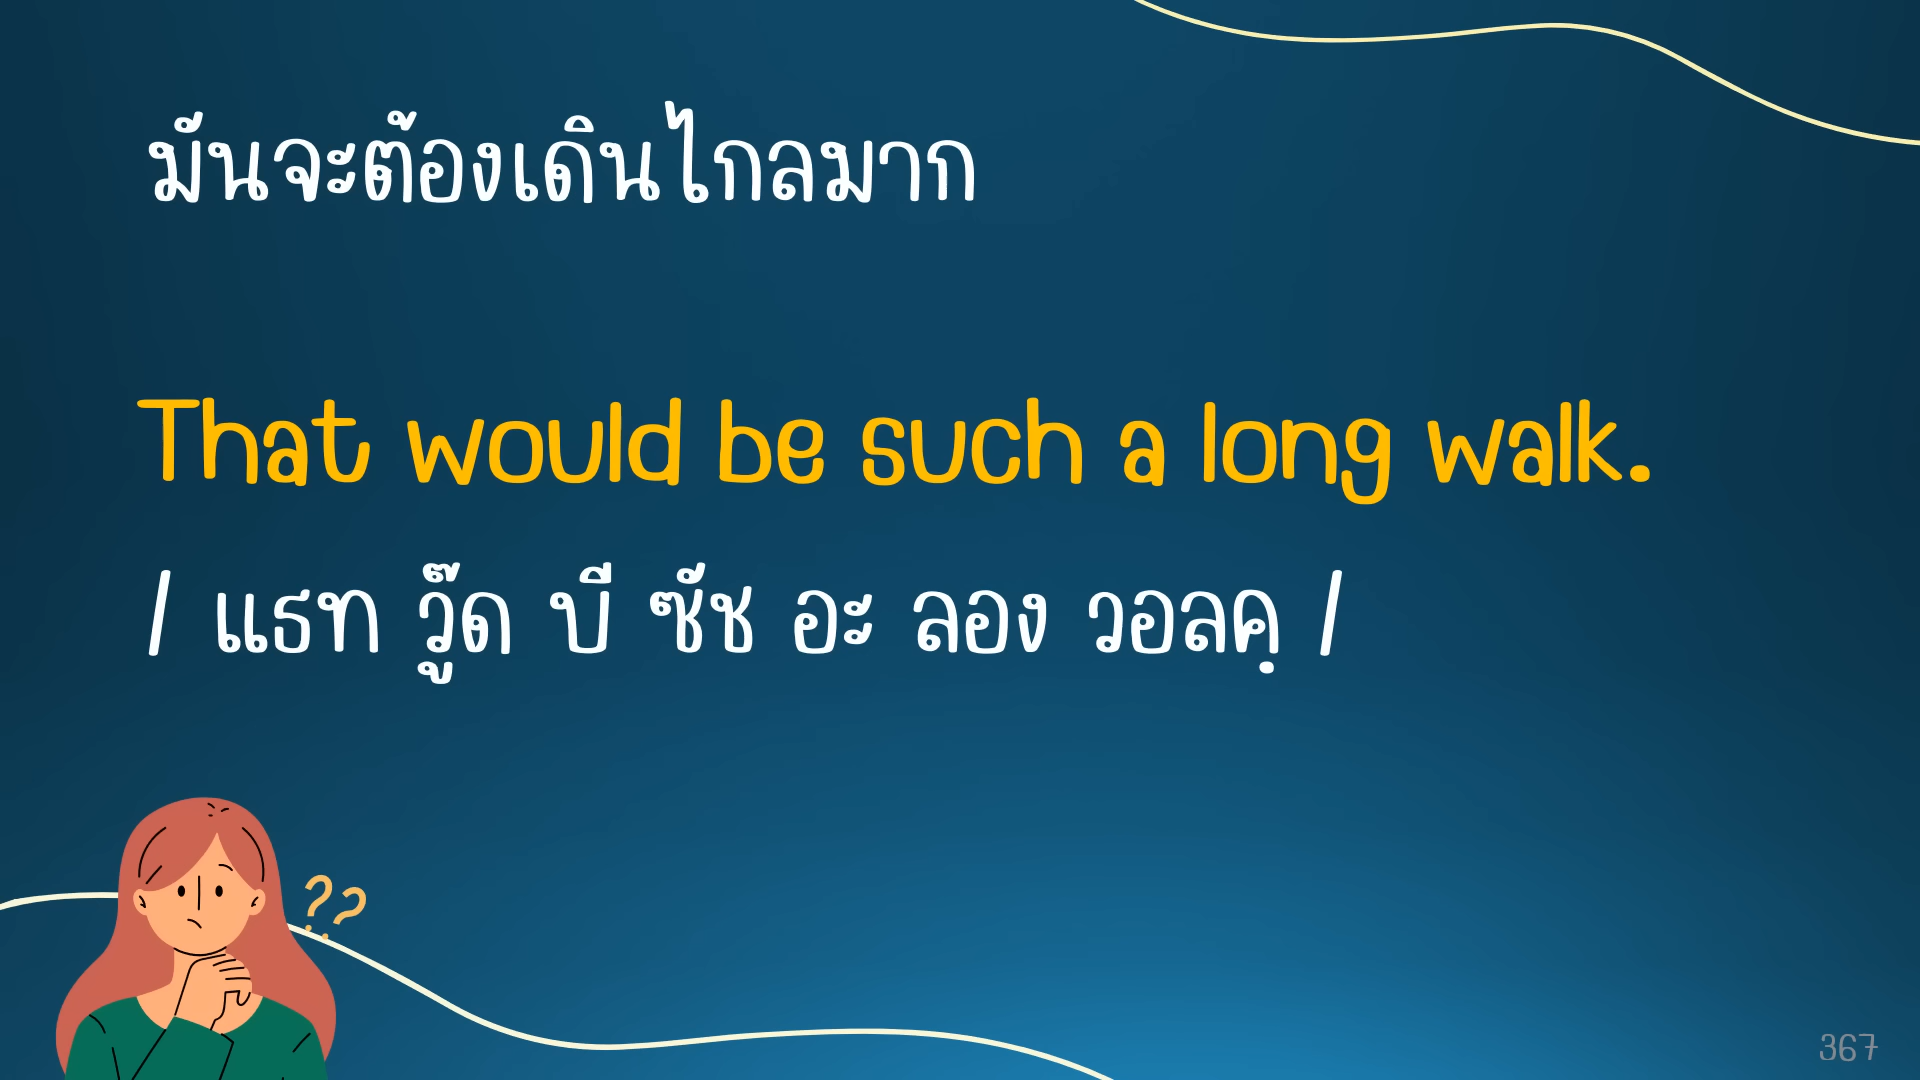 มันจะต้องเดินไกลมาก
That would be such a long walk.
/ แธท วู๊ด บี ซัช อะ ลอง วอลคฺ /
??
367